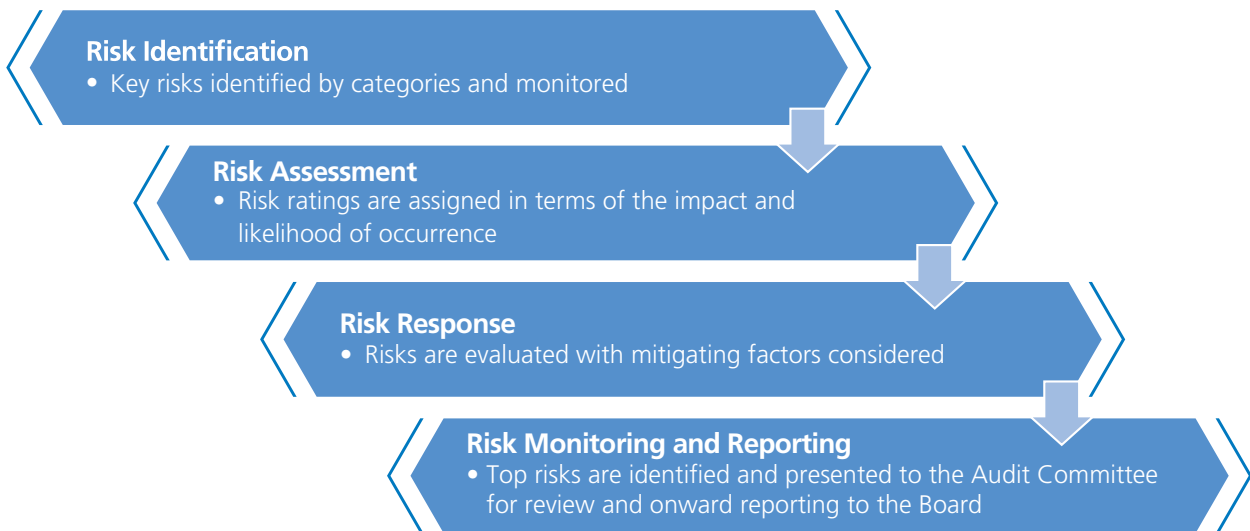 Risk Identification
• Key risks identified by categories and monitored
Risk Assessment
• Risk ratings are assigned in terms of the impact and
likelihood of occurrence
Risk Response
• Risks are evaluated with mitigating factors considered
Risk Monitoring and Reporting
• Top risks are identified and presented to the Audit Committee
for review and onward reporting to the Board